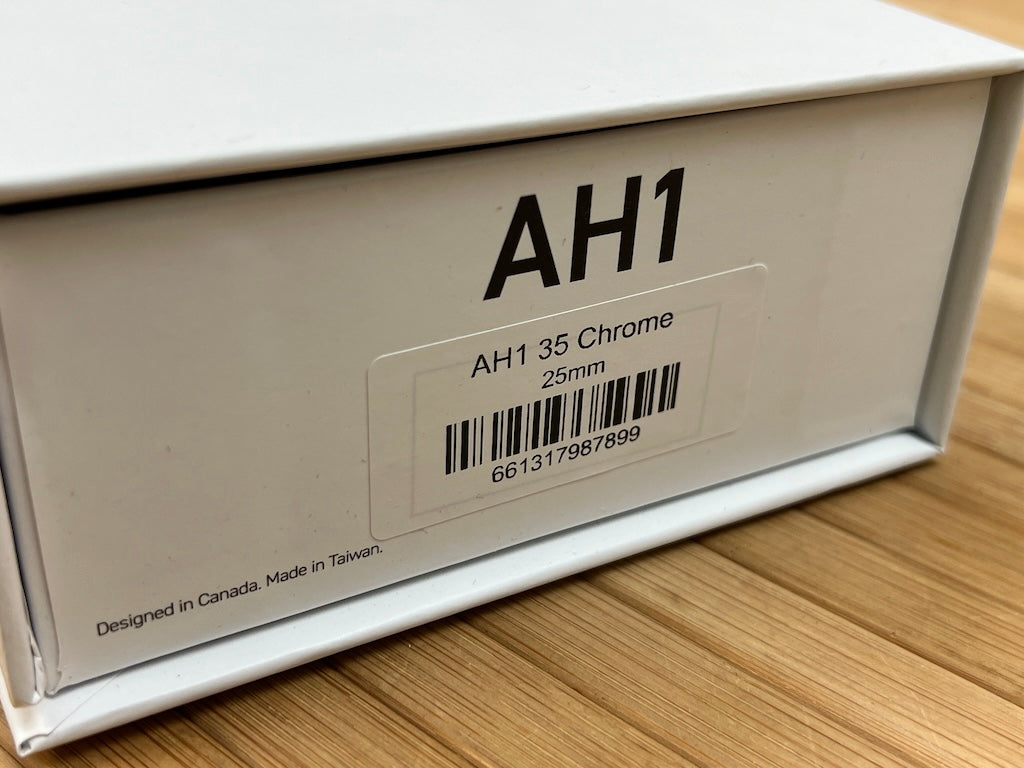 AH1
AH1 35 Chrome
25mm
661317987899
Designed in Canada. Made in Taiwan.